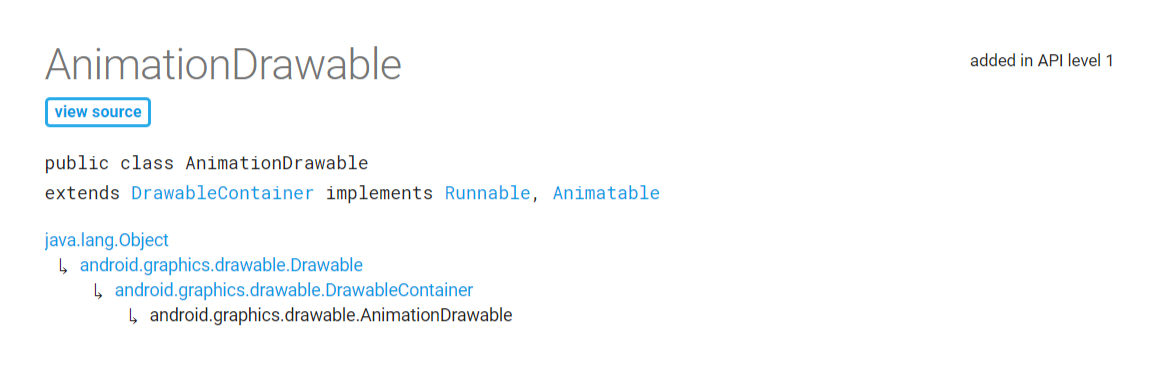 AnimationDrawable
added in API level 1
view source
public class AnimationDrawable
extends DrawableContainer implements Runnable, Animatable
java.lang.Object
↳ android.graphics.drawable.Drawable
↳ android.graphics.drawable.DrawableContainer
↳ android.graphics.drawable.AnimationDrawable